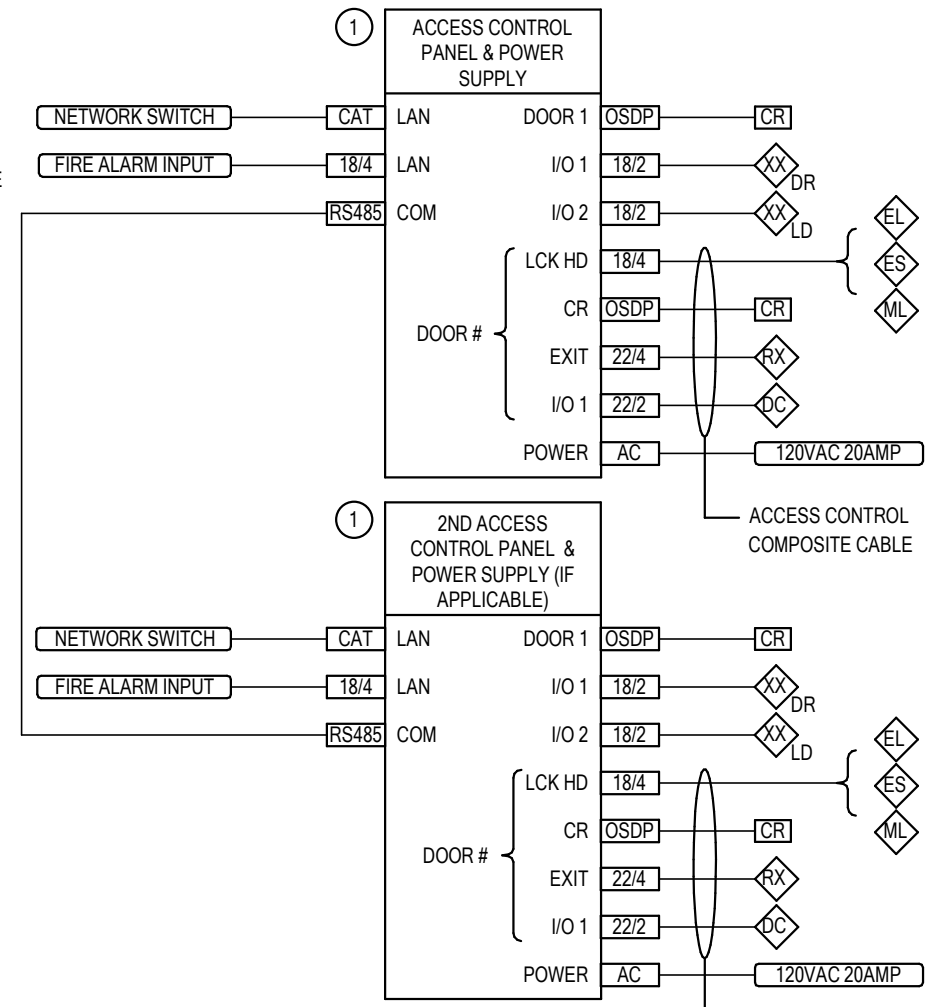 1
ACCESS CONTROL
PANEL & POWER
SUPPLY
NETWORK SWITCH CAT LAN DOOR 1 OSDP CR
FIRE ALARM INPUT 18/4 LAN I/O 1 18/2 XX DR
E
RS485 COM I/O 2 18/2 XX LD
EL
LCK HD 18/4 ES
ML
CR OSDP CR
DOOR #
EXIT 22/4 RX
I/O 1 22/2 DC
POWER AC 120VAC 20AMP
ACCESS CONTROL
COMPOSITE CABLE
1
2ND ACCESS
CONTROL PANEL &
POWER SUPPLY (IF
APPLICABLE)
NETWORK SWITCH CAT LAN DOOR 1 OSDP CR
FIRE ALARM INPUT 18/4 LAN I/O 1 18/2 XX DR
RS485 COM I/O 2 18/2 XX LD
EL
LCK HD 18/4 ES
ML
CR OSDP CR
DOOR #
EXIT 22/4 RX
I/O 1 22/2 DC
POWER AC 120VAC 20AMP